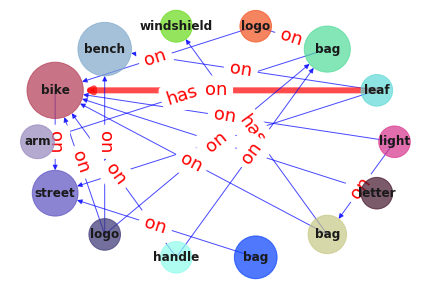 windshield
logo
on
bench
on
bag
on
bike
has
on
leaf
on
has
arm
on
on
on
light
on
on
on
on
on
street
letter
logo
on
bag
handle
bag